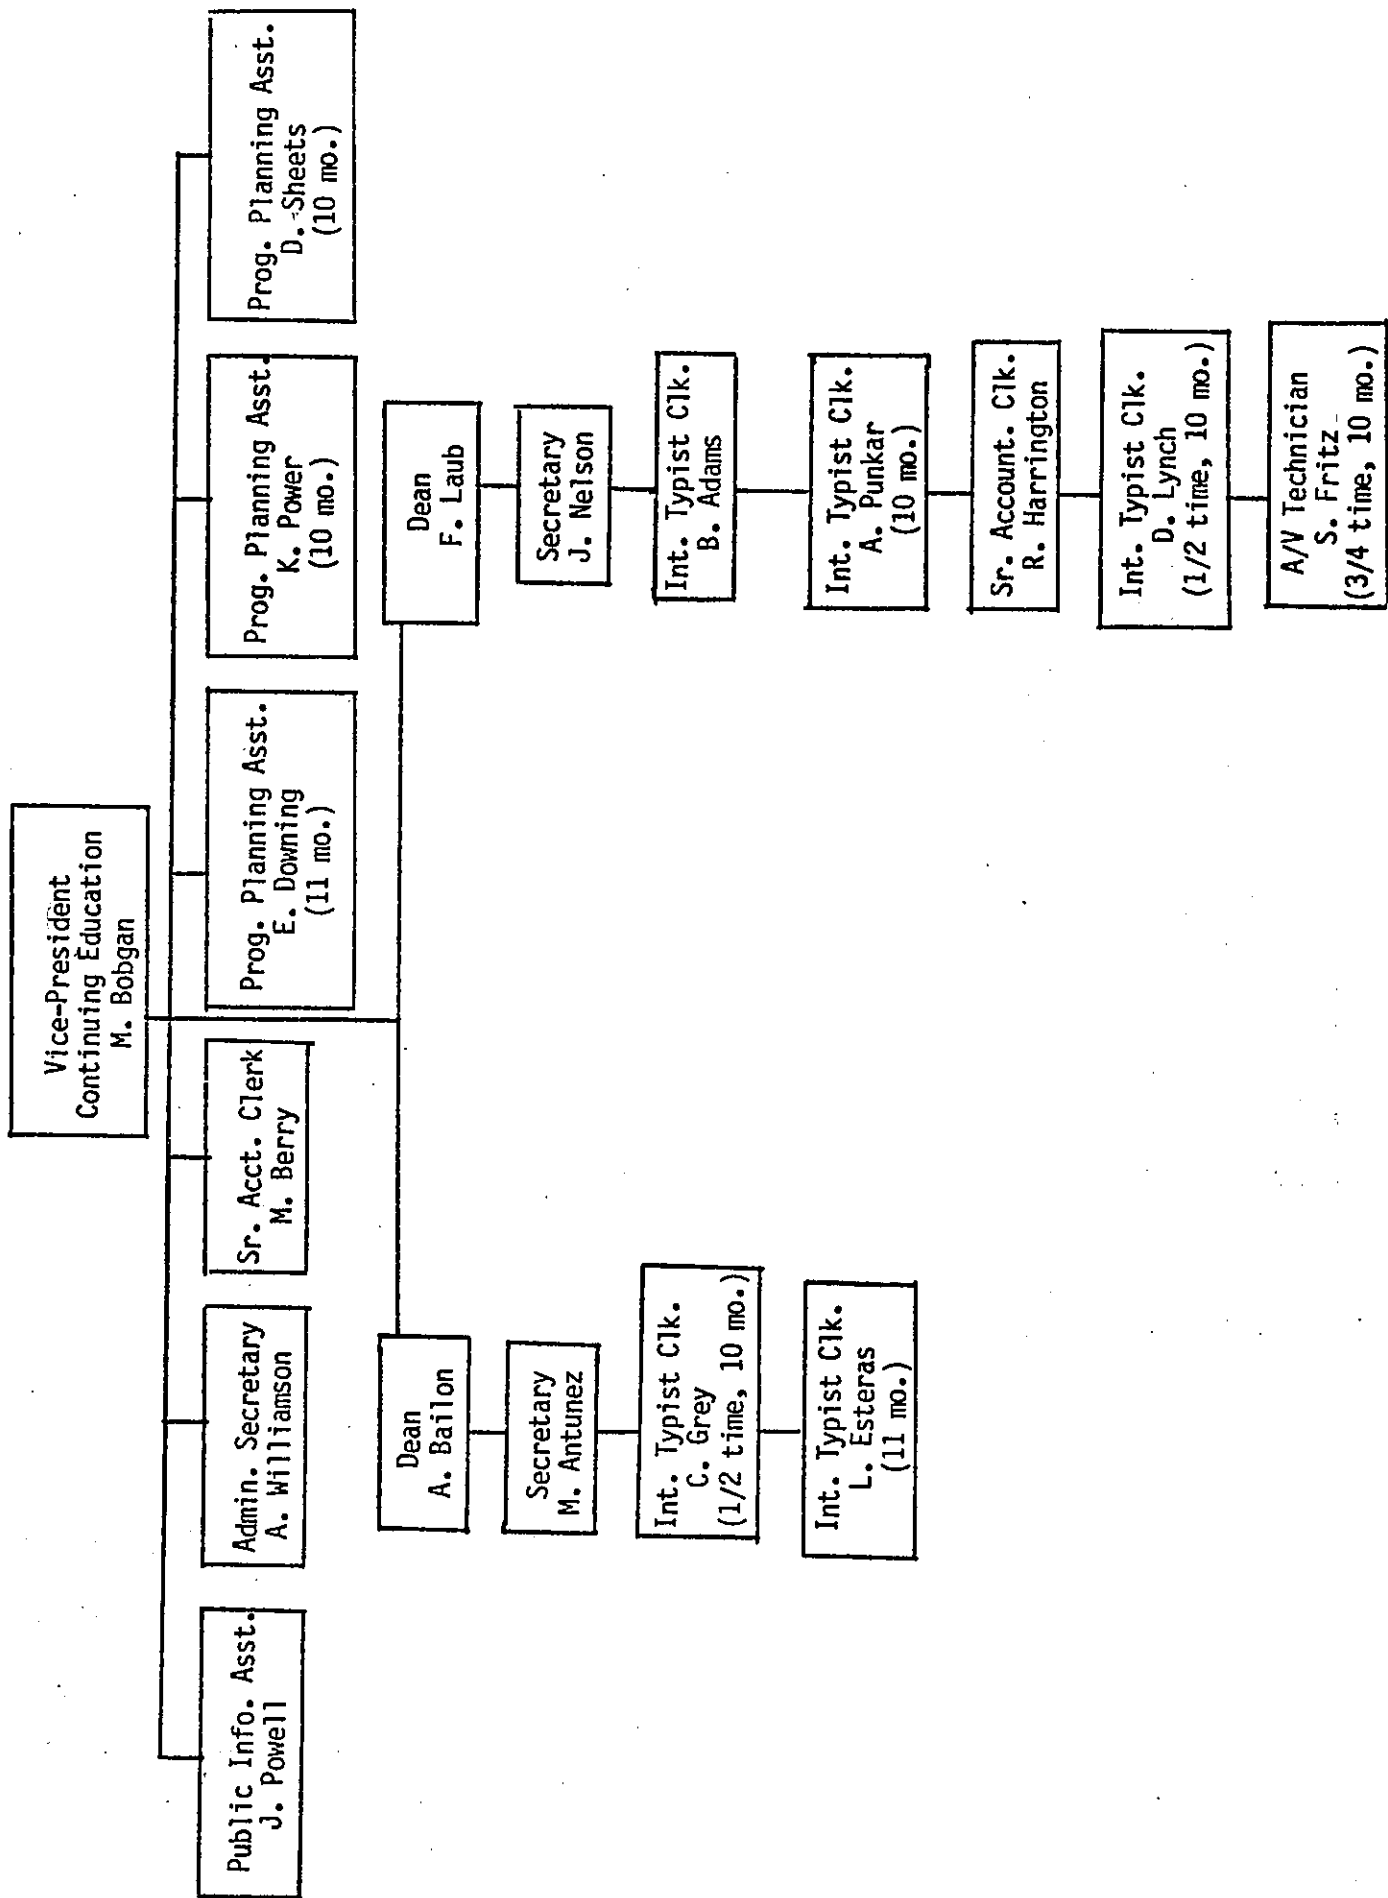 Vice-President
Continuing Education
M. Bobgan
Public Info. Asst.
J. Powell
Admin. Secretary
A. Williamson
Sr. Acct. Clerk
M. Berry
Prog. Planning Asst.
E. Downing
(11 mo.)
Prog. Planning Asst.
K. Power
(10 mo.)
Prog. Planning Asst.
D. Sheets
(10 mo.)
Dean
A. Bailon
Secretary
M. Antunez
Int. Typist Clk.
C. Grey
(1/2 time, 10 mo.)
Int. Typist Clk.
L. Esteras
(11 mo.)
Dean
F. Laub
Secretary
J. Nelson
Int. Typist Clk.
B. Adams
Int. Typist Clk.
A. Punkar
(10 mo.)
Sr. Account. Clk.
R. Harrington
Int. Typist Clk.
D. Lynch
(1/2 time, 10 mo.)
A/V Technician
S. Fritz
(3/4 time, 10 mo.)